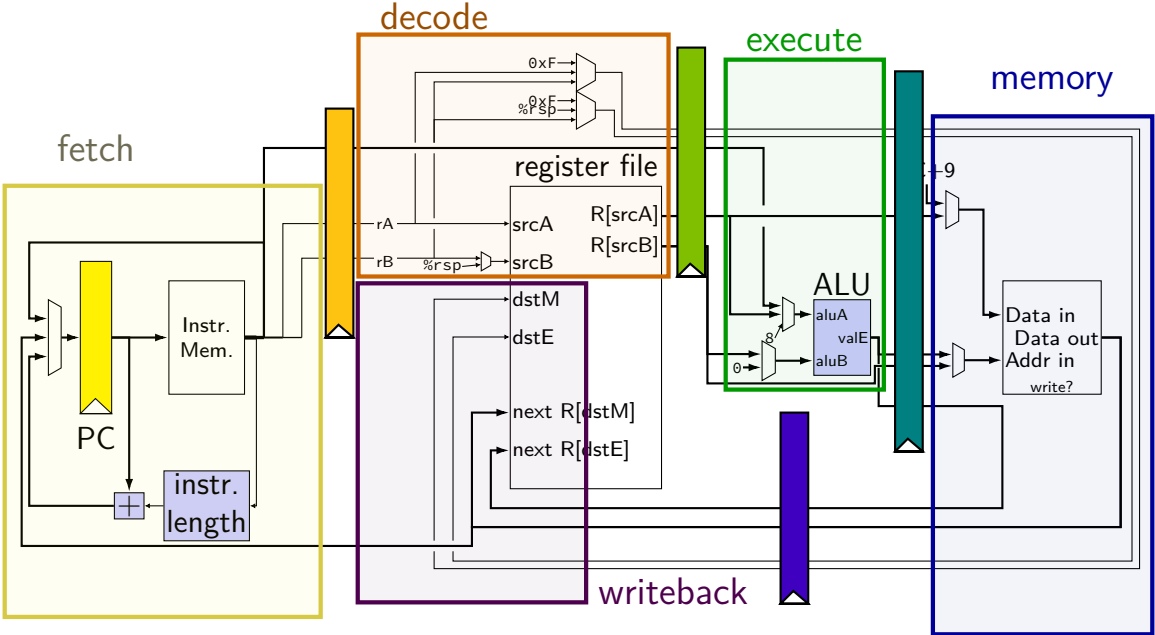 decode
execute
memory
fetch
0xF
0xF
%rsp
register file
+9
rA
srcA
R[srcA]
R[srcB]
rB
%rsp
srcB
ALU
dstM
Instr.
Mem.
aluA
Data in
dstE
valE
Data out
8
aluB
Addr in
0
write?
PC
next R[dstM]
next R[dstE]
instr.
length
+
writeback